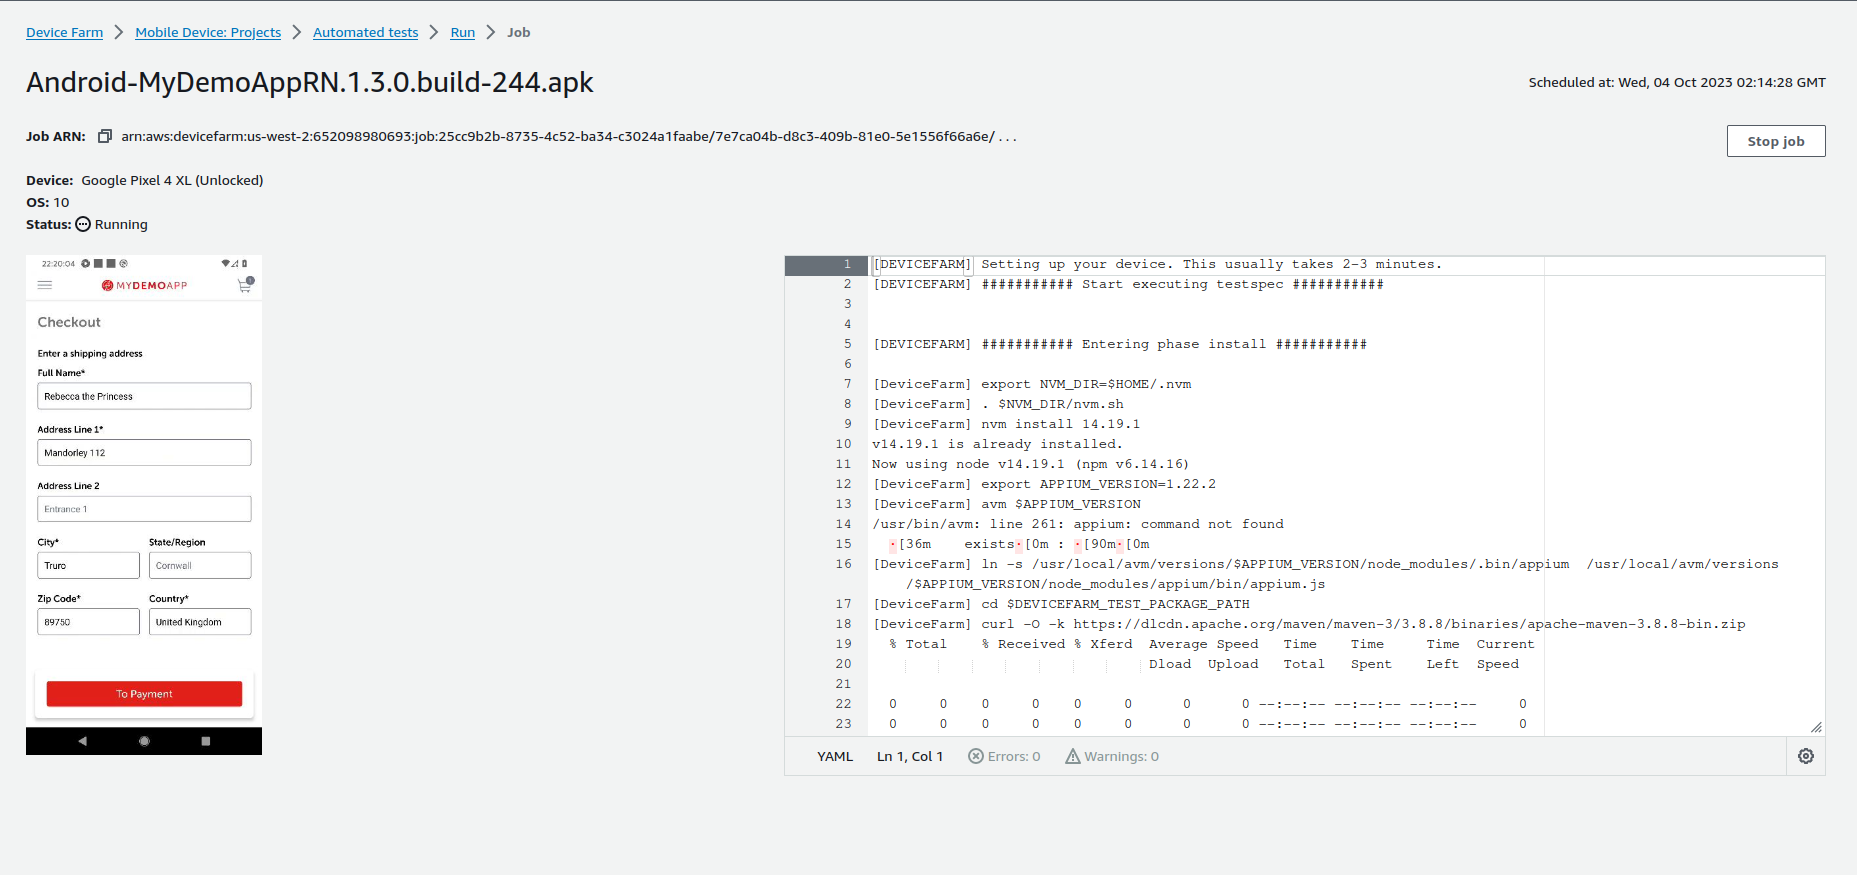 Device Farm > Mobile Device: Projects > Automated tests > Run > Job
Android-MyDemoAppRN.1.3.0.build-244.apk
Scheduled at: Wed, 04 Oct 2023 02:14:28 GMT
Job ARN: arn:aws:devicefarm:us-west-2:652098980693:job:25cc9b2b-8735-4c52-ba34-c3024a1faabe/7e7ca04b-d8c3-409b-81e0-5e1556f66a6e/ . . .
Stop job
Device: Google Pixel 4 XL (Unlocked)
OS: 10
Status: Running
22:20:04
MYDEMOAPP
1
Checkout
Enter a shipping address
Full Name*
Rebecca the Princess
Address Line 1*
Mandorley 112
Address Line 2
Entrance 1
City* State/Region
Truro Cornwall
Zip Code* Country*
89750 United Kingdom
To Payment
1 [DEVICEFARM] Setting up your device. This usually takes 2-3 minutes.
2 [DEVICEFARM] ########### Start executing testspec ###########
3
4
5 [DEVICEFARM] ########### Entering phase install ###########
6
7 [DeviceFarm] export NVM_DIR=$HOME/.nvm
8 [DeviceFarm] . $NVM_DIR/nvm.sh
9 [DeviceFarm] nvm install 14.19.1
10 v14.19.1 is already installed.
11 Now using node v14.19.1 (npm v6.14.16)
12 [DeviceFarm] export APPIUM_VERSION=1.22.2
13 [DeviceFarm] avm $APPIUM_VERSION
14 /usr/bin/avm: line 261: appium: command not found
15 ·[36m exists·[0m : ·[90m·[0m
16 [DeviceFarm] ln -s /usr/local/avm/versions/$APPIUM_VERSION/node_modules/.bin/appium /usr/local/avm/versions
/$APPIUM_VERSION/node_modules/appium/bin/appium.js
17 [DeviceFarm] cd $DEVICEFARM_TEST_PACKAGE_PATH
18 [DeviceFarm] curl -O -k https://dlcdn.apache.org/maven/maven-3/3.8.8/binaries/apache-maven-3.8.8-bin.zip
19 % Total % Received % Xferd Average Speed Time Time Time Current
20 Dload Upload Total Spent Left Speed
21
22 0 0 0 0 0 0 0 0 --:--:-- --:--:-- --:--:-- 0
23 0 0 0 0 0 0 0 0 --:--:-- --:--:-- --:--:-- 0
YAML Ln 1, Col 1 Errors: 0 Warnings: 0